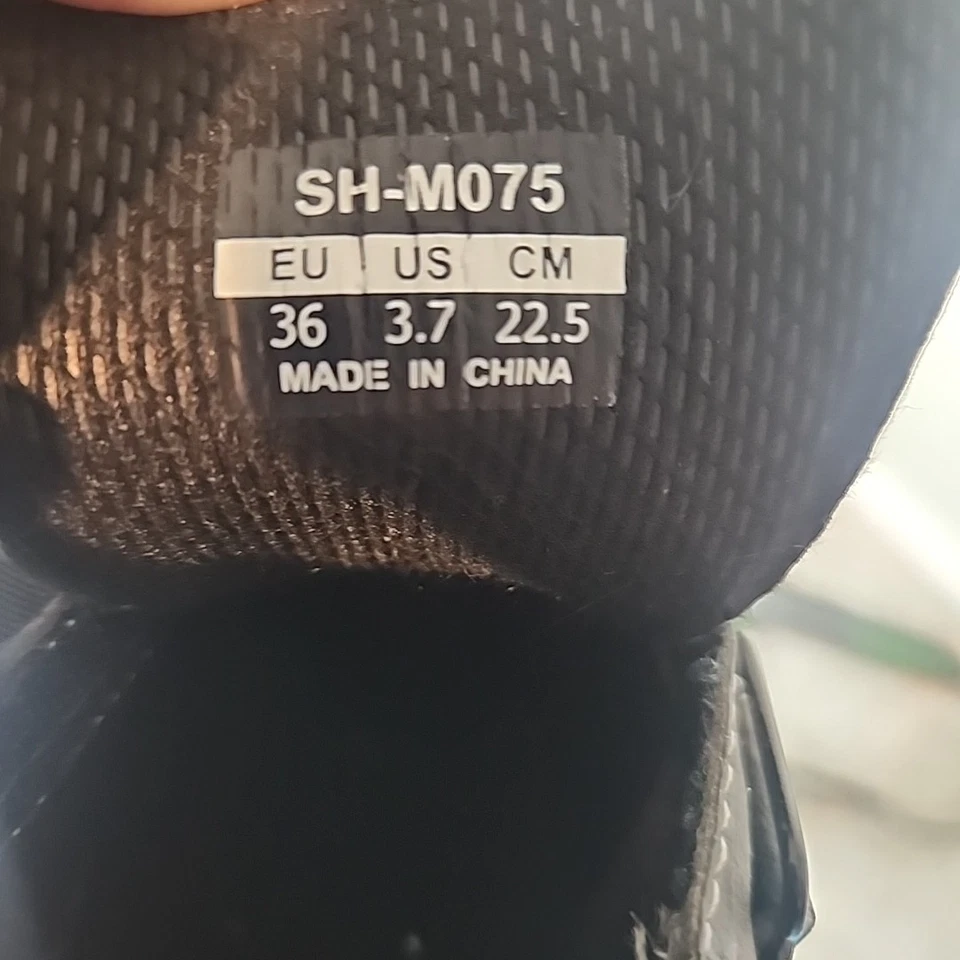 SH-M075
EU US CM
36 3.7 22.5
MADE IN CHINA